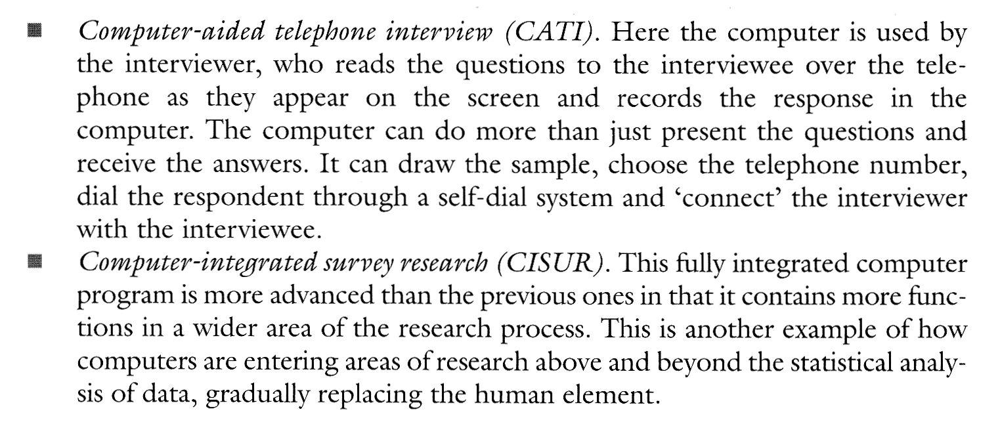 ■ Computer-aided telephone interview (CATI). Here the computer is used by
the interviewer, who reads the questions to the interviewee over the tele-
phone as they appear on the screen and records the response in the
computer. The computer can do more than just present the questions and
receive the answers. It can draw the sample, choose the telephone number,
dial the respondent through a self-dial system and ‘connect’ the interviewer
with the interviewee.
■ Computer-integrated survey research (CISUR). This fully integrated computer
program is more advanced than the previous ones in that it contains more func-
tions in a wider area of the research process. This is another example of how
computers are entering areas of research above and beyond the statistical analy-
sis of data, gradually replacing the human element.